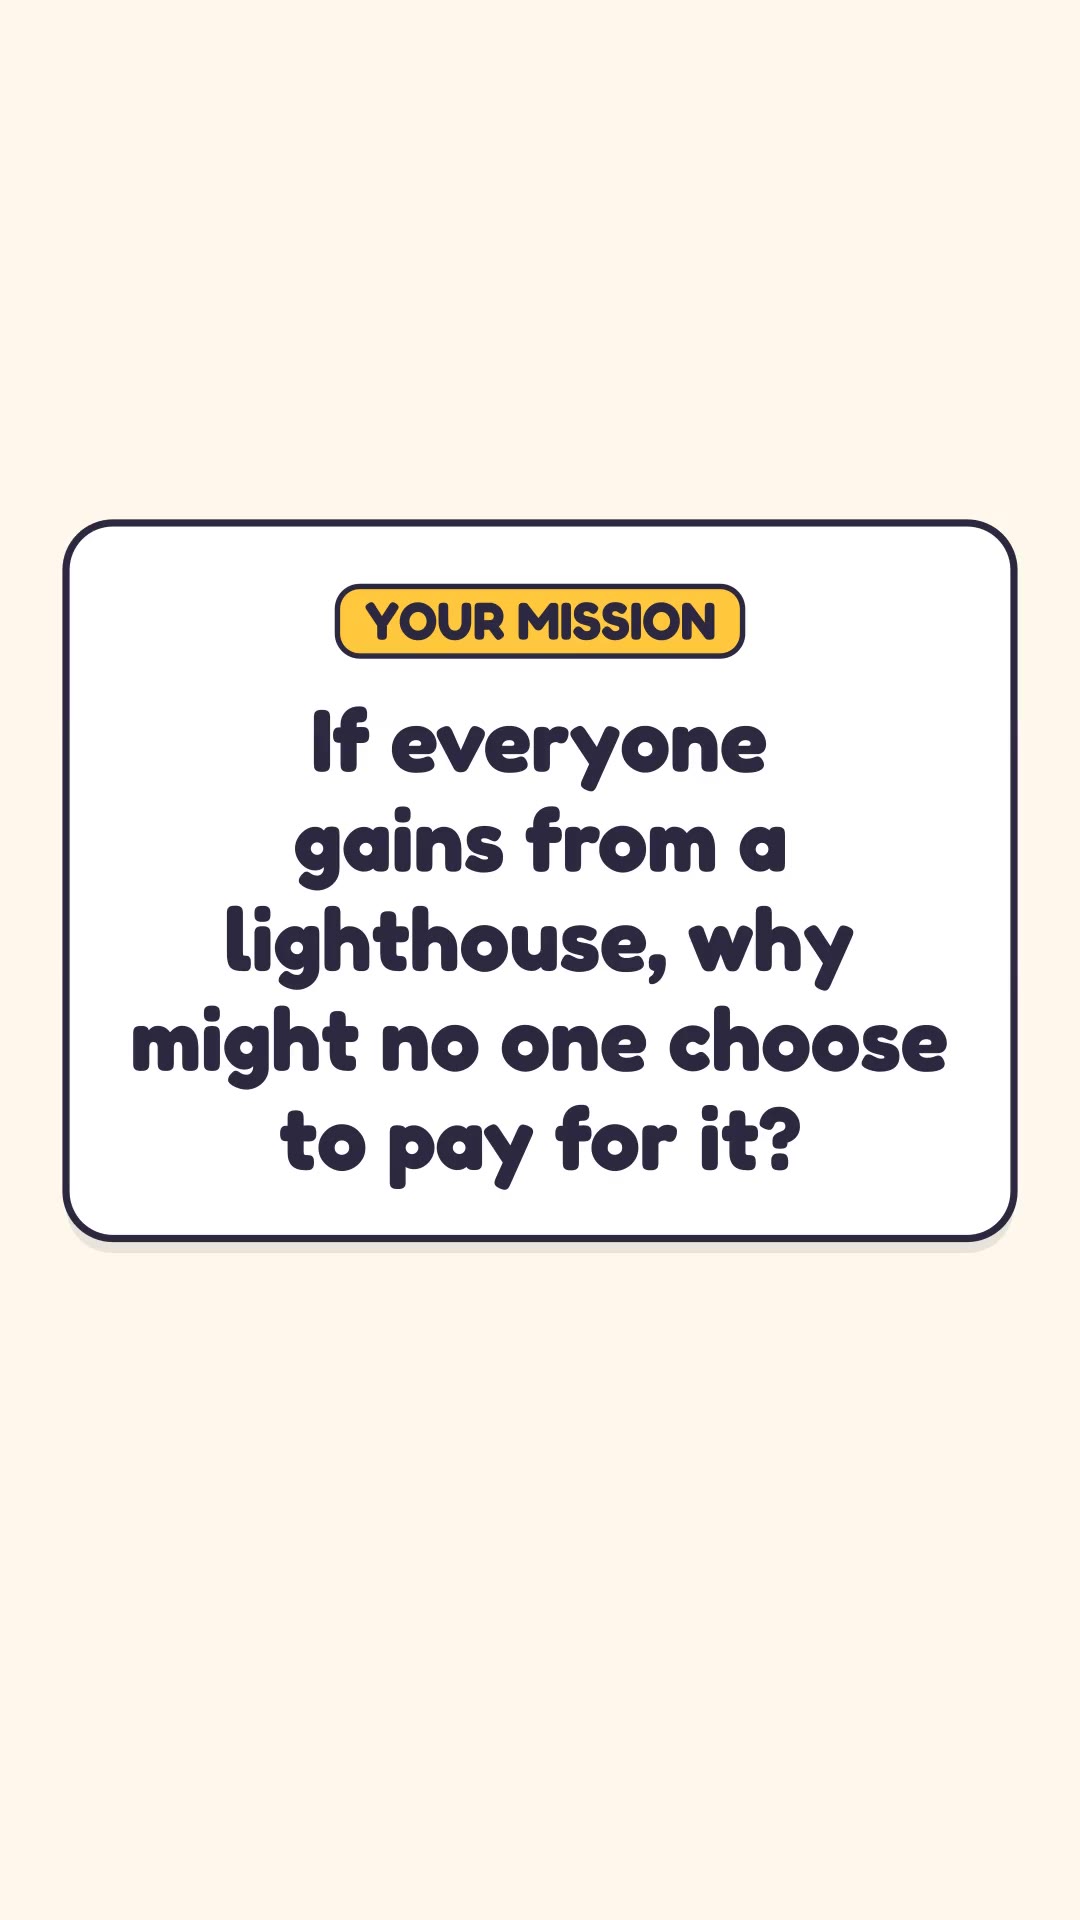 YOUR MISSION
If everyone
gains from a
lighthouse, why
might no one choose
to pay for it?